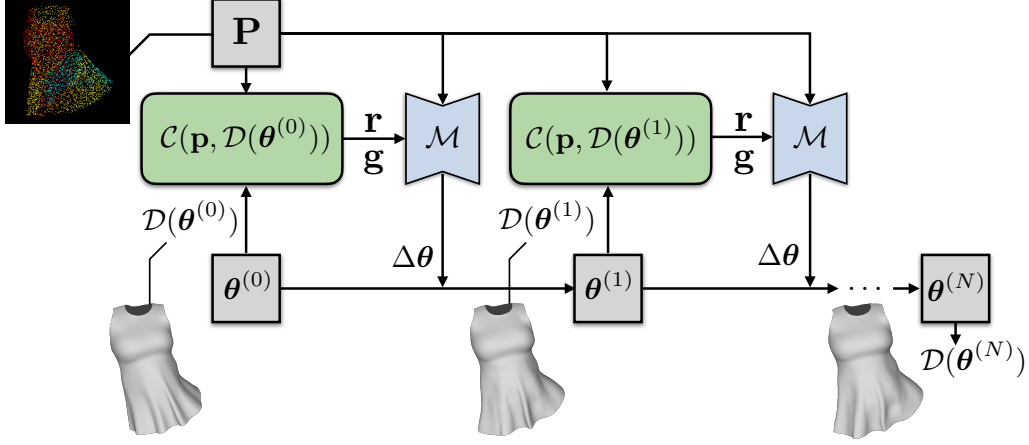 P
C(p, D(θ^(0)))
r
g
M
C(p, D(θ^(1)))
r
g
M
D(θ^(0))
D(θ^(1))
Δθ
Δθ
θ^(0)
θ^(1)
· · ·
θ^(N)
D(θ^(N))